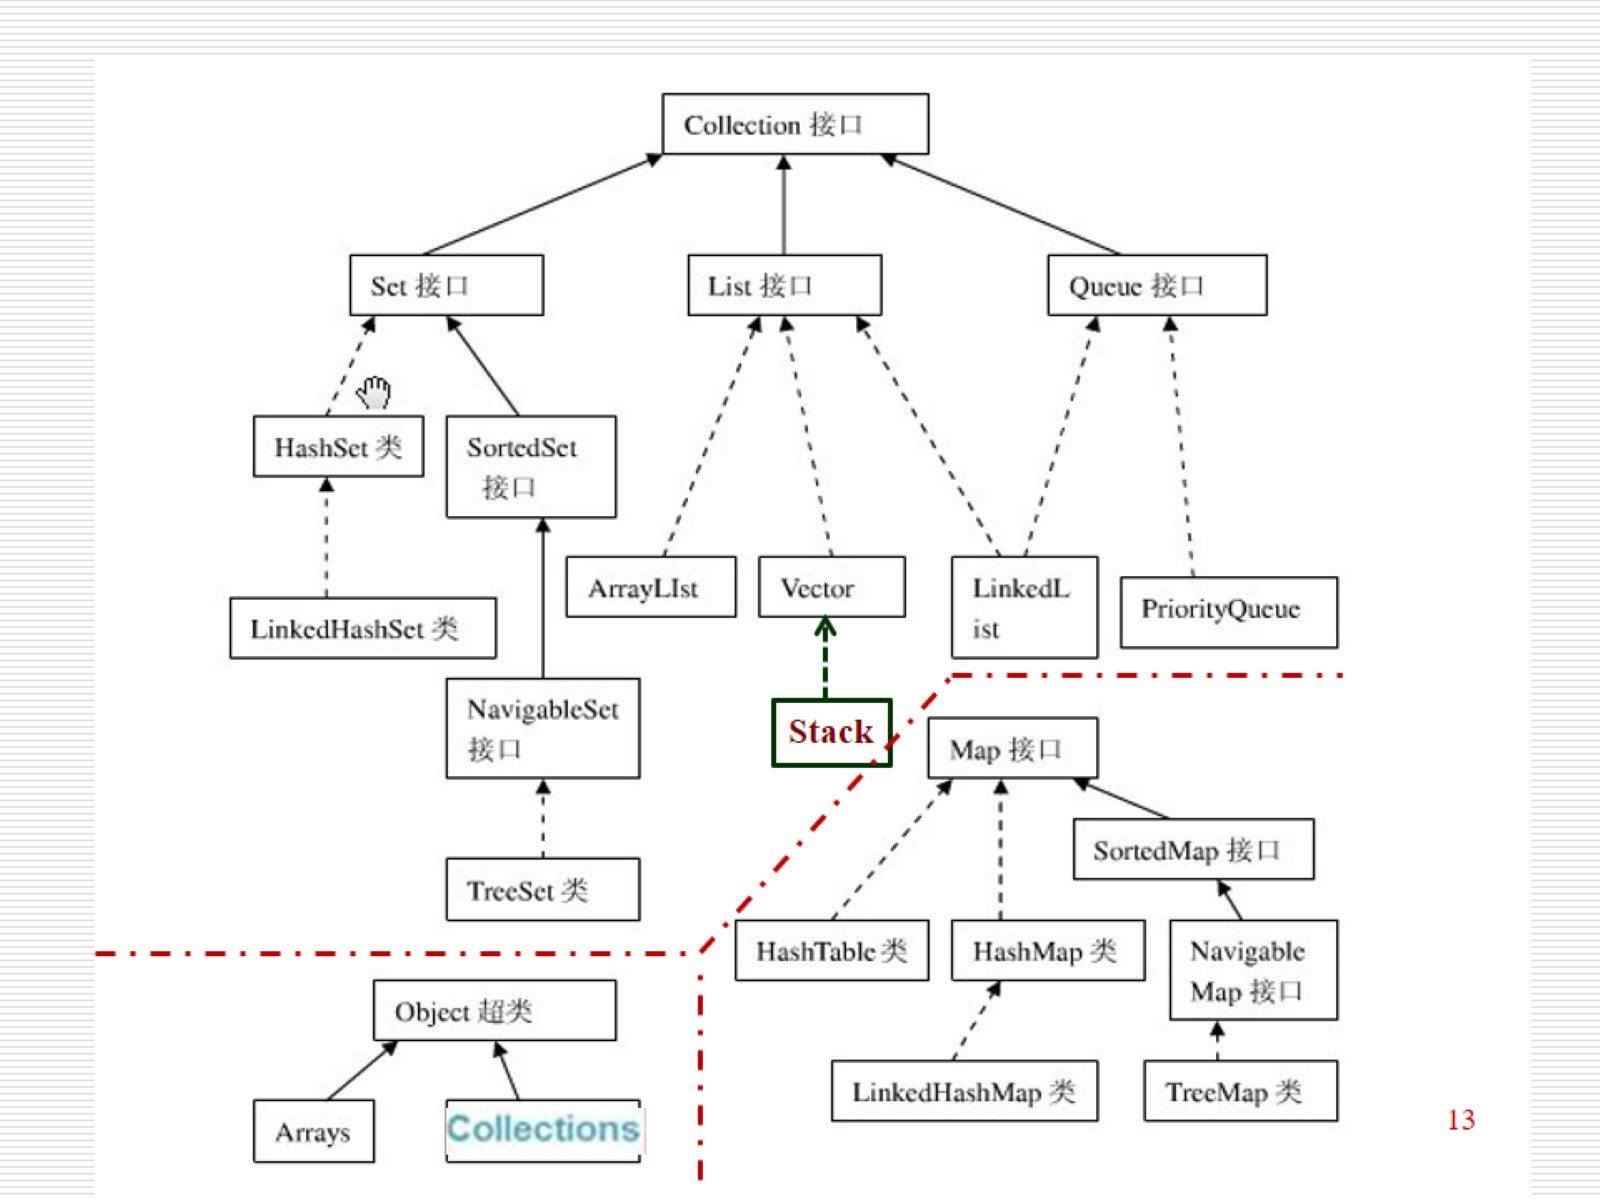 Collection 接口
Set 接口
List 接口
Queue 接口
HashSet 类
SortedSet
接口
ArrayLIst
Vector
LinkedL
ist
PriorityQueue
LinkedHashSet 类
NavigableSet
接口
Stack
Map 接口
SortedMap 接口
TreeSet 类
HashTable 类
HashMap 类
Navigable
Map 接口
Object 超类
LinkedHashMap 类
TreeMap 类
Arrays
Collections
13